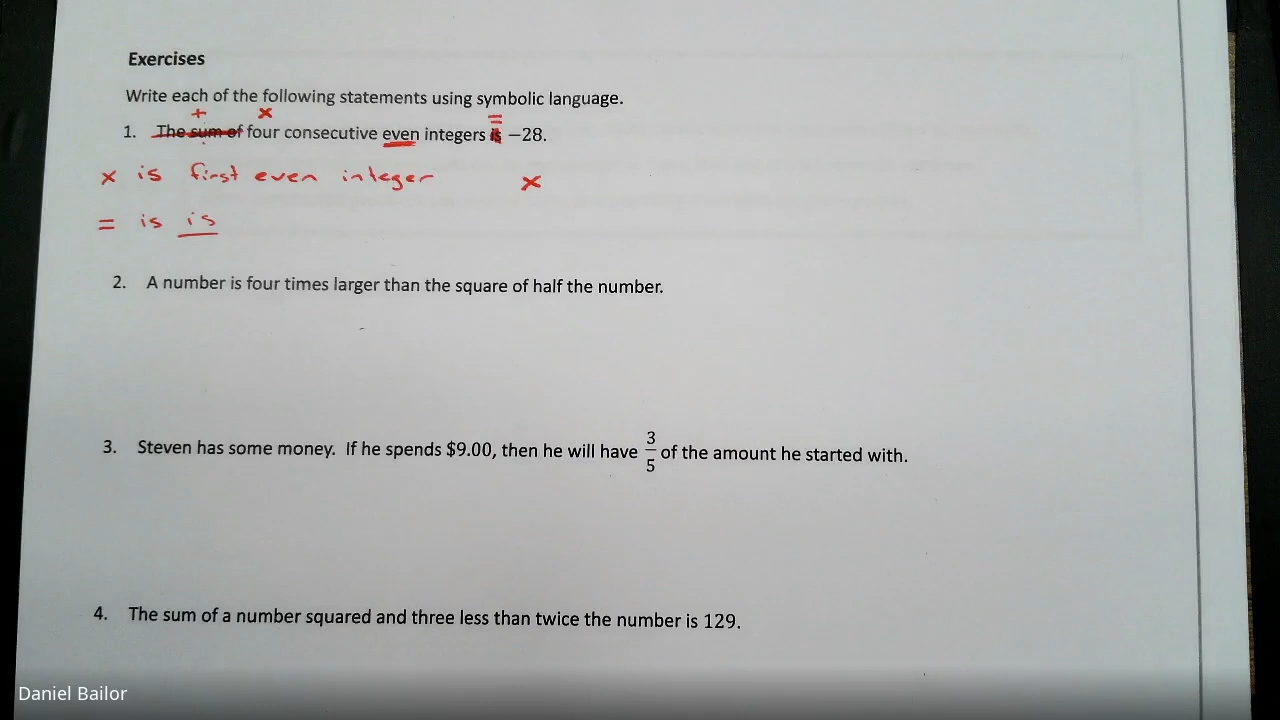 Exercises
Write each of the following statements using symbolic language.
+ x =
1. The sum of four consecutive even integers is −28.
x is first even integer x
= is is
2. A number is four times larger than the square of half the number.
3. Steven has some money. If he spends $9.00, then he will have 3/5 of the amount he started with.
4. The sum of a number squared and three less than twice the number is 129.
Daniel Bailor